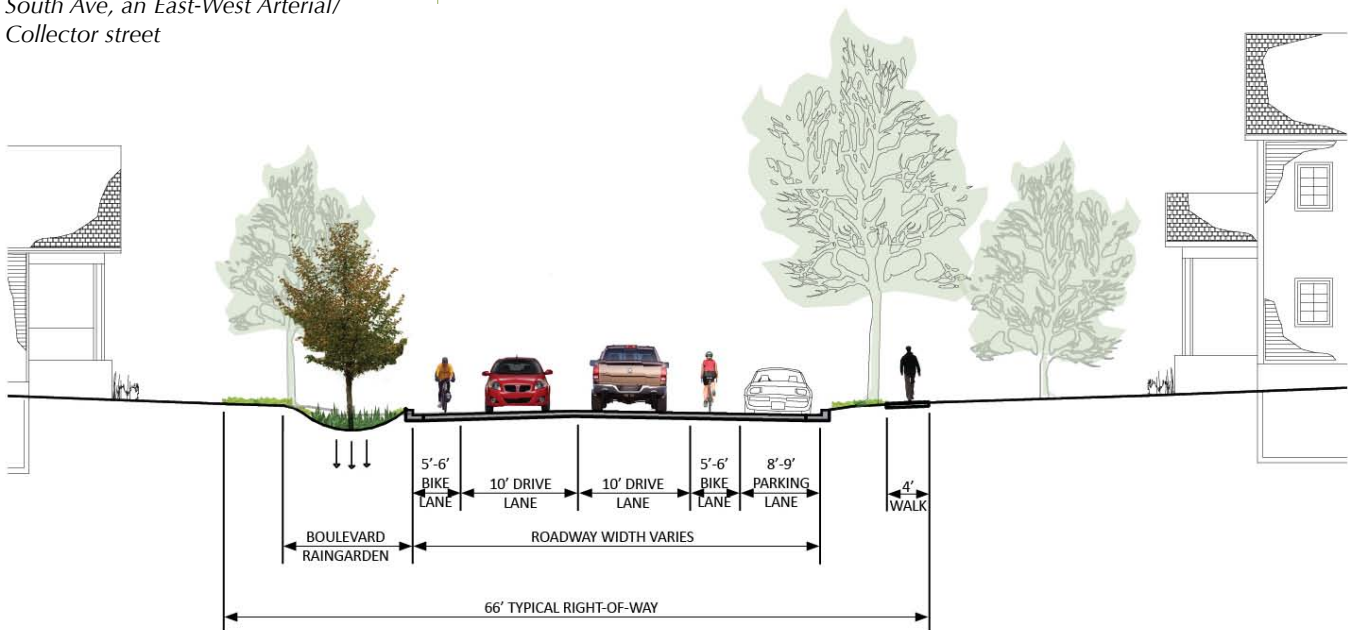 South Ave, an East-West Arterial/
Collector street
5'-6'
BIKE
LANE
10' DRIVE
LANE
10' DRIVE
LANE
5'-6'
BIKE
LANE
8'-9'
PARKING
LANE
4'
WALK
BOULEVARD
RAINGARDEN
ROADWAY WIDTH VARIES
66' TYPICAL RIGHT-OF-WAY